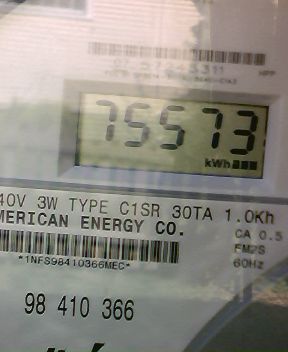 75573
kWh
40V 3W TYPE C1SR 30TA 1.0Kh
MERICAN ENERGY CO.
CA 0.5
FM2S
*1NFS98410366MEC*
60Hz
98 410 366